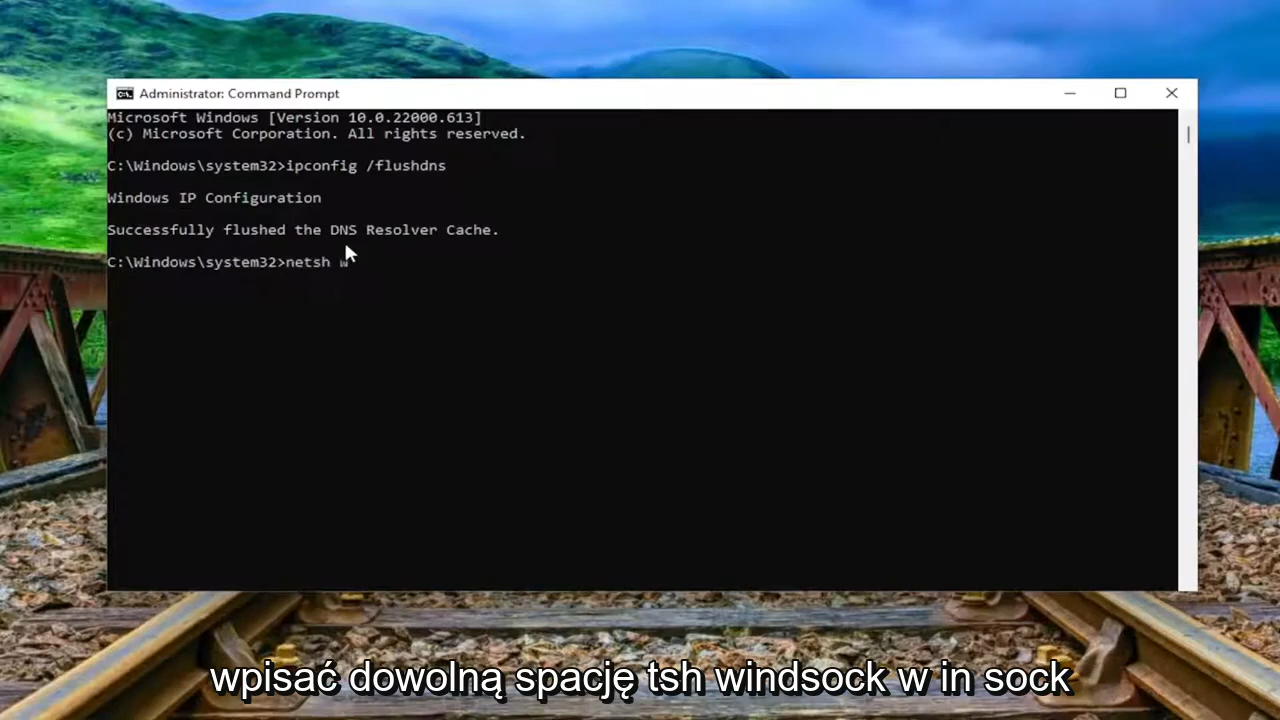 Administrator: Command Prompt
Microsoft Windows [Version 10.0.22000.613]
(c) Microsoft Corporation. All rights reserved.
C:\Windows\system32>ipconfig /flushdns
Windows IP Configuration
Successfully flushed the DNS Resolver Cache.
C:\Windows\system32>netsh w
wpisać dowolną spację tsh windsock w in sock